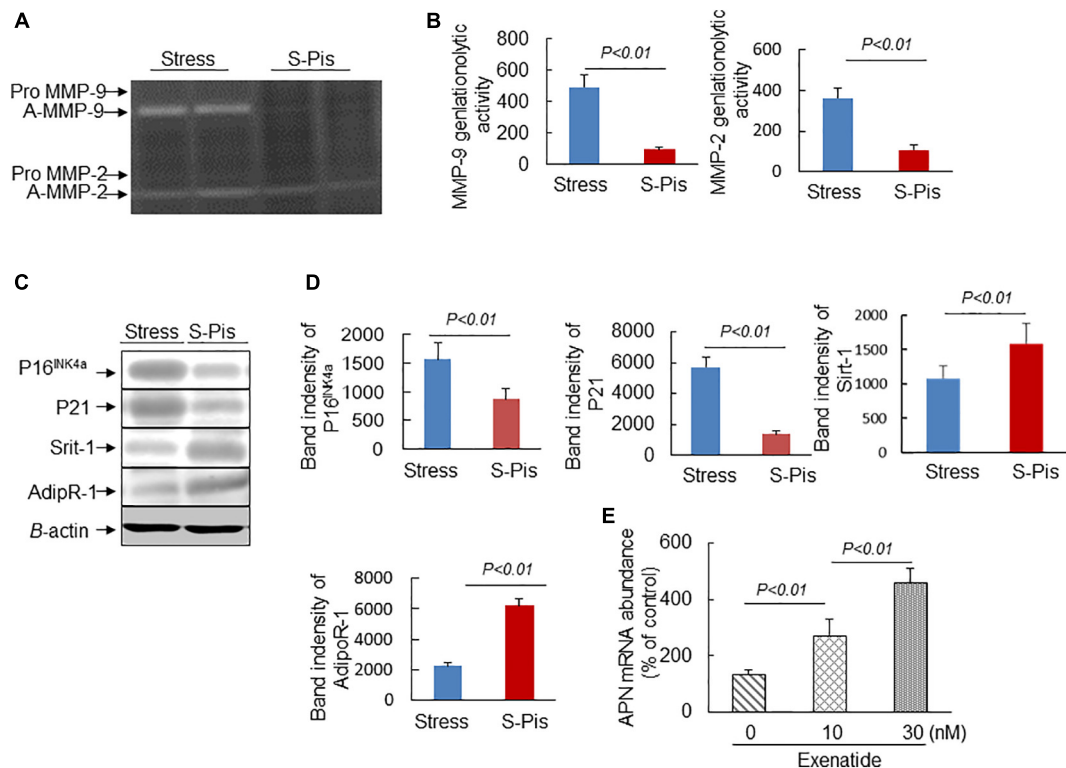 A
Stress S-Pis
Pro MMP-9
A-MMP-9
Pro MMP-2
A-MMP-2
B
MMP-9 genlationolytic
activity
800
600
400
200
0
P<0.01
Stress S-Pis
MMP-2 genlationolytic
activity
600
400
200
0
P<0.01
Stress S-Pis
C
Stress S-Pis
P16INK4a
P21
Srit-1
AdipR-1
B-actin
D
Band indensity of
P16INK4a
2000
1500
1000
500
0
P<0.01
Stress S-Pis
Band indensity of
P21
8000
6000
4000
2000
0
P<0.01
Stress S-Pis
Band indensity of
Sirt-1
2000
1500
1000
500
0
P<0.01
Stress S-Pis
Band indensity of
AdipoR-1
8000
6000
4000
2000
0
P<0.01
Stress S-Pis
E
APN mRNA abundance
(% of control)
600
400
200
0
P<0.01
P<0.01
0 10 30 (nM)
Exenatide